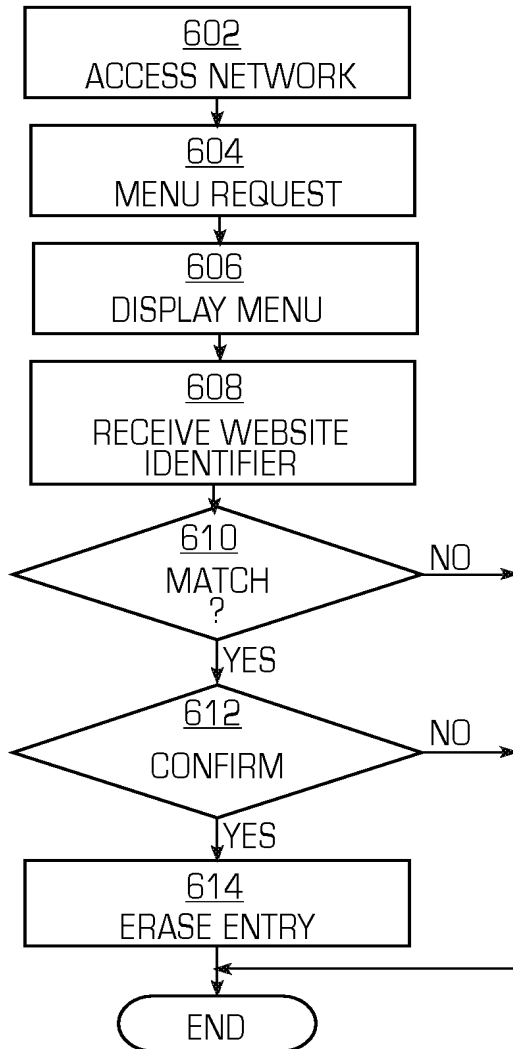 602
ACCESS NETWORK
604
MENU REQUEST
606
DISPLAY MENU
608
RECEIVE WEBSITE
IDENTIFIER
610
MATCH
?
NO
YES
612
CONFIRM
NO
YES
614
ERASE ENTRY
END